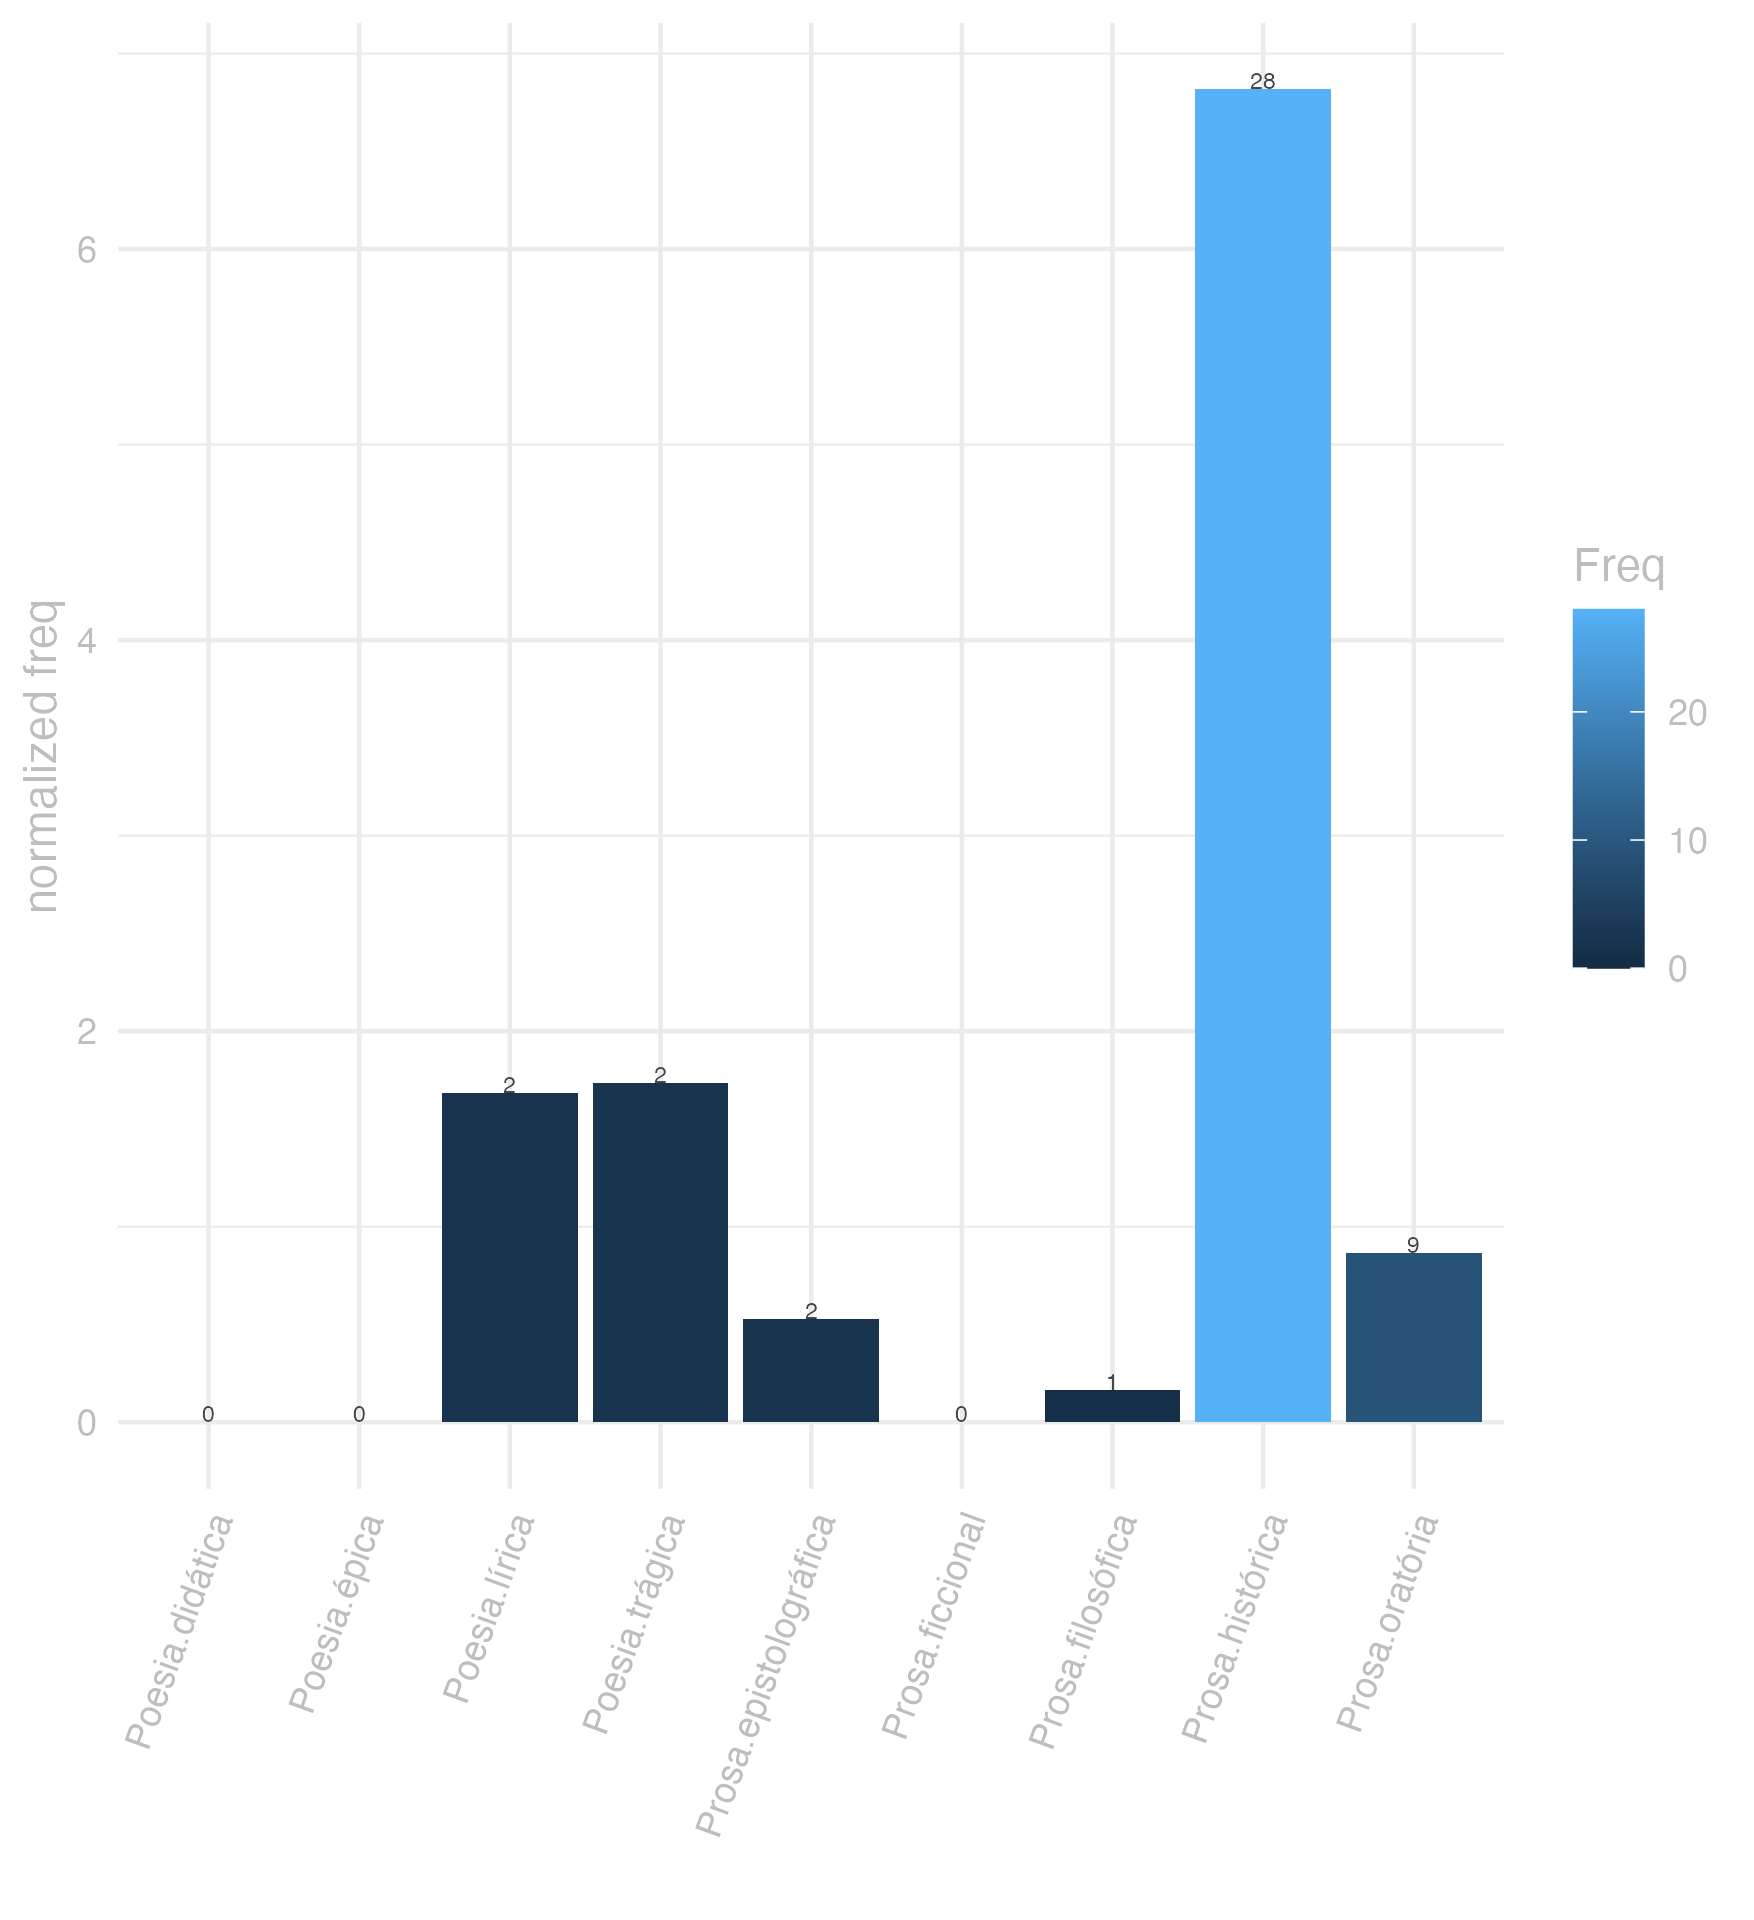 28
6
4
2
0
normalized freq
0
0
2
2
2
0
1
9
Poesia.didática
Poesia.épica
Poesia.lírica
Poesia.trágica
Prosa.epistolográfica
Prosa.ficcional
Prosa.filosófica
Prosa.histórica
Prosa.oratória
Freq
20
10
0